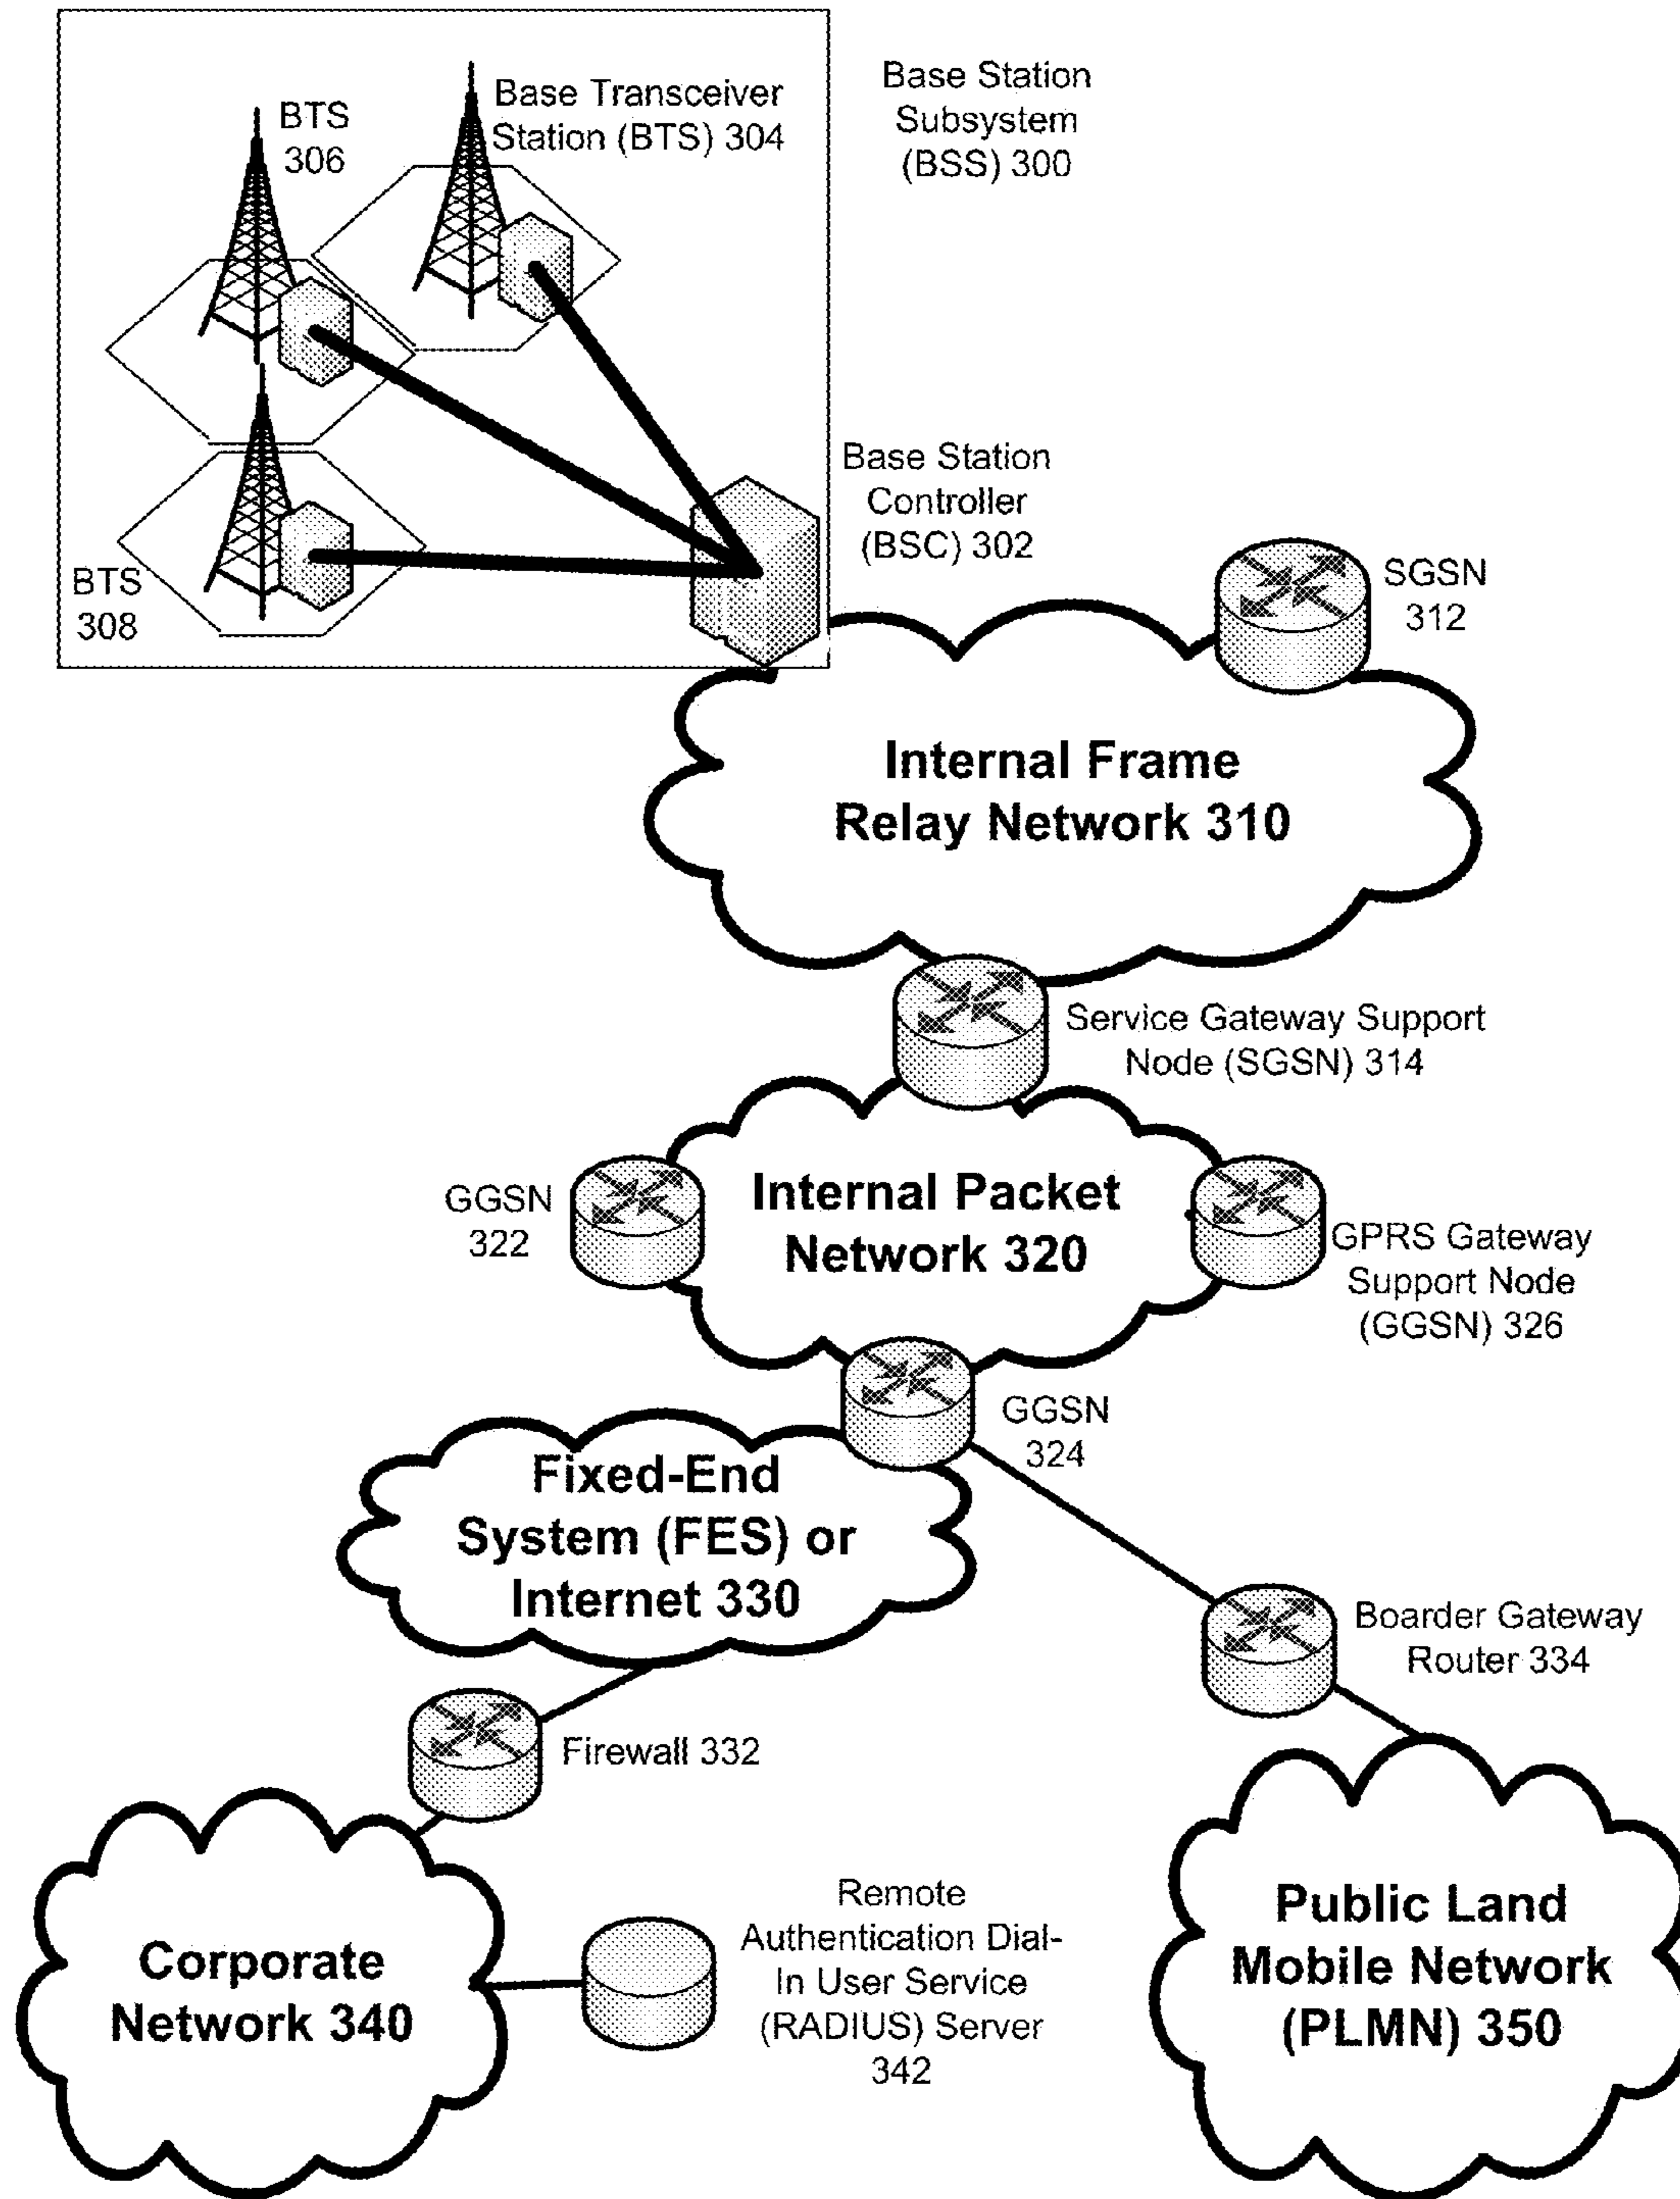 BTS
306
Base Transceiver
Station (BTS) 304
Base Station
Subsystem
(BSS) 300
BTS
308
Base Station
Controller
(BSC) 302
SGSN
312
Internal Frame
Relay Network 310
Service Gateway Support
Node (SGSN) 314
GGSN
322
Internal Packet
Network 320
GPRS Gateway
Support Node
(GGSN) 326
GGSN
324
Fixed-End
System (FES) or
Internet 330
Boarder Gateway
Router 334
Firewall 332
Corporate
Network 340
Remote
Authentication Dial-
In User Service
(RADIUS) Server
342
Public Land
Mobile Network
(PLMN) 350